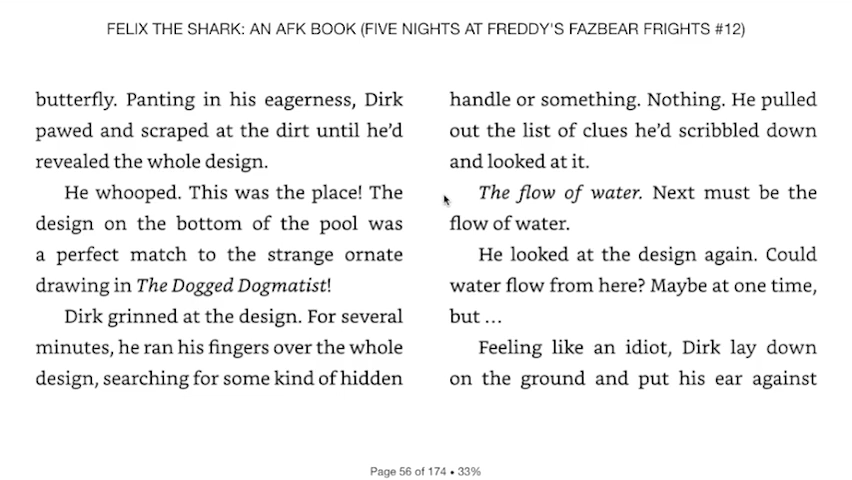 FELIX THE SHARK: AN AFK BOOK (FIVE NIGHTS AT FREDDY'S FAZBEAR FRIGHTS #12)
butterfly. Panting in his eagerness, Dirk
pawed and scraped at the dirt until he’d
revealed the whole design.
He whooped. This was the place! The
design on the bottom of the pool was
a perfect match to the strange ornate
drawing in The Dogged Dogmatist!
Dirk grinned at the design. For several
minutes, he ran his fingers over the whole
design, searching for some kind of hidden
handle or something. Nothing. He pulled
out the list of clues he’d scribbled down
and looked at it.
The flow of water. Next must be the
flow of water.
He looked at the design again. Could
water flow from here? Maybe at one time,
but …
Feeling like an idiot, Dirk lay down
on the ground and put his ear against
Page 56 of 174 • 33%